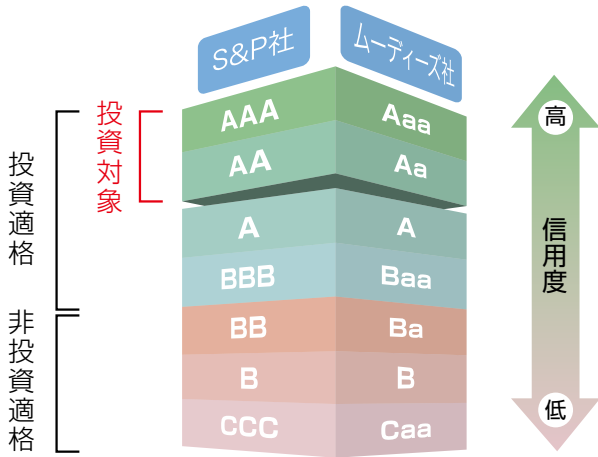 S&P社
ムーディーズ社
投資適格
投資対象
非投資適格
AAA
Aaa
AA
Aa
A
A
BBB
Baa
BB
Ba
B
B
CCC
Caa
高
信用度
低